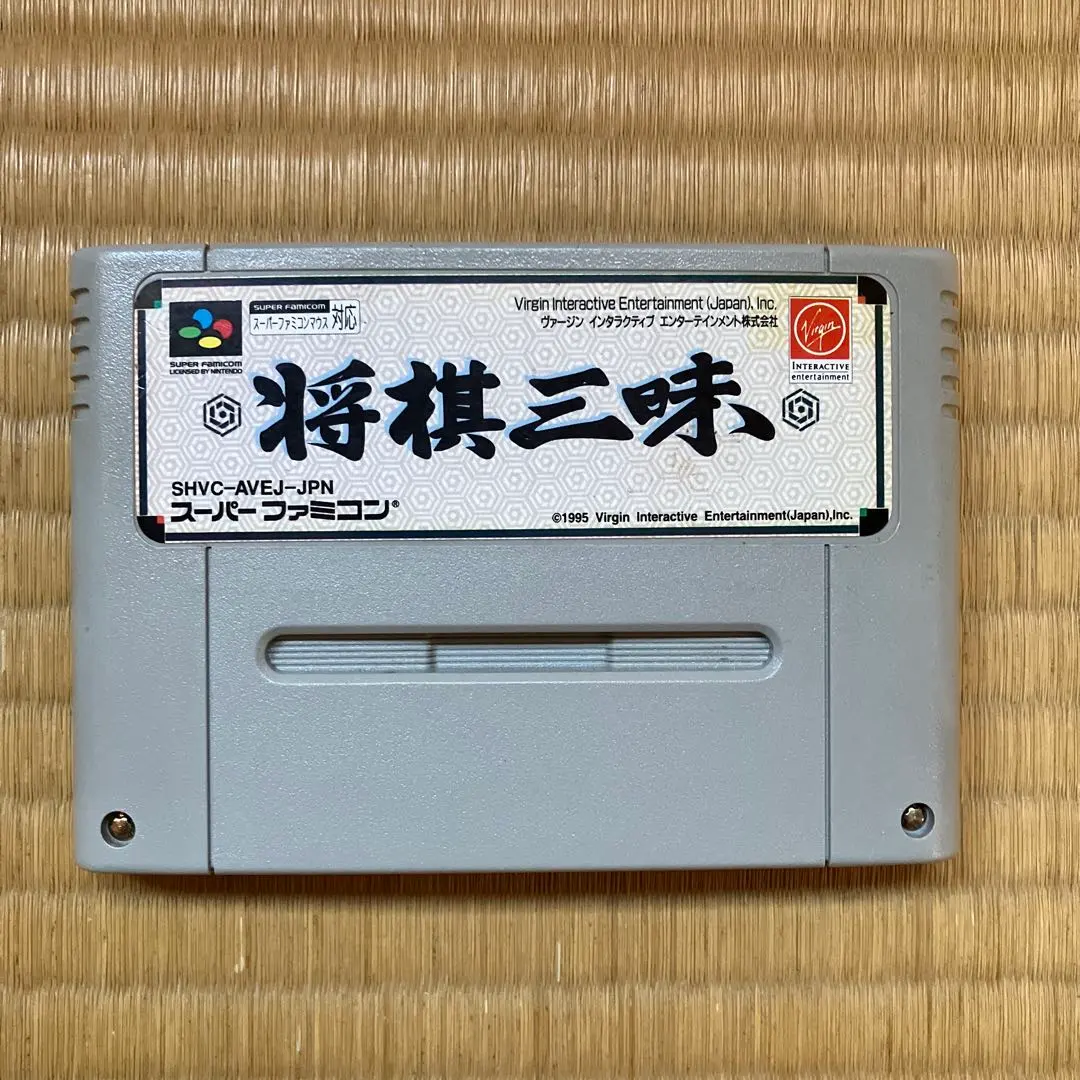 SUPER FAMICOM
スーパーファミコンマウス 対応
Virgin Interactive Entertainment (Japan), Inc.
ヴァージン インタラクティブ エンターテインメント株式会社
SUPER FAMICOM
LICENSED BY NINTENDO
Virgin
INTERACTIVE
entertainment
将棋三昧
SHVC-AVEJ-JPN
スーパーファミコン®
©1995 Virgin Interactive Entertainment(Japan),Inc.